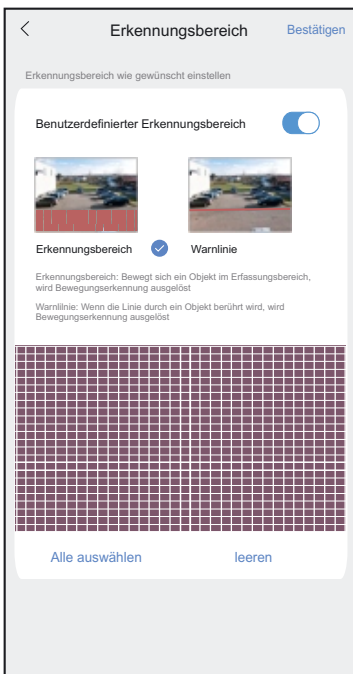 Erkennungsbereich
Bestätigen
Erkennungsbereich wie gewünscht einstellen
Benutzerdefinierter Erkennungsbereich
Erkennungsbereich
Warnlinie
Erkennungsbereich: Bewegt sich ein Objekt im Erfassungsbereich,
wird Bewegungserkennung ausgelöst
Warnlilnie: Wenn die Linie durch ein Objekt berührt wird, wird
Bewegungserkennung ausgelöst
Alle auswählen
leeren